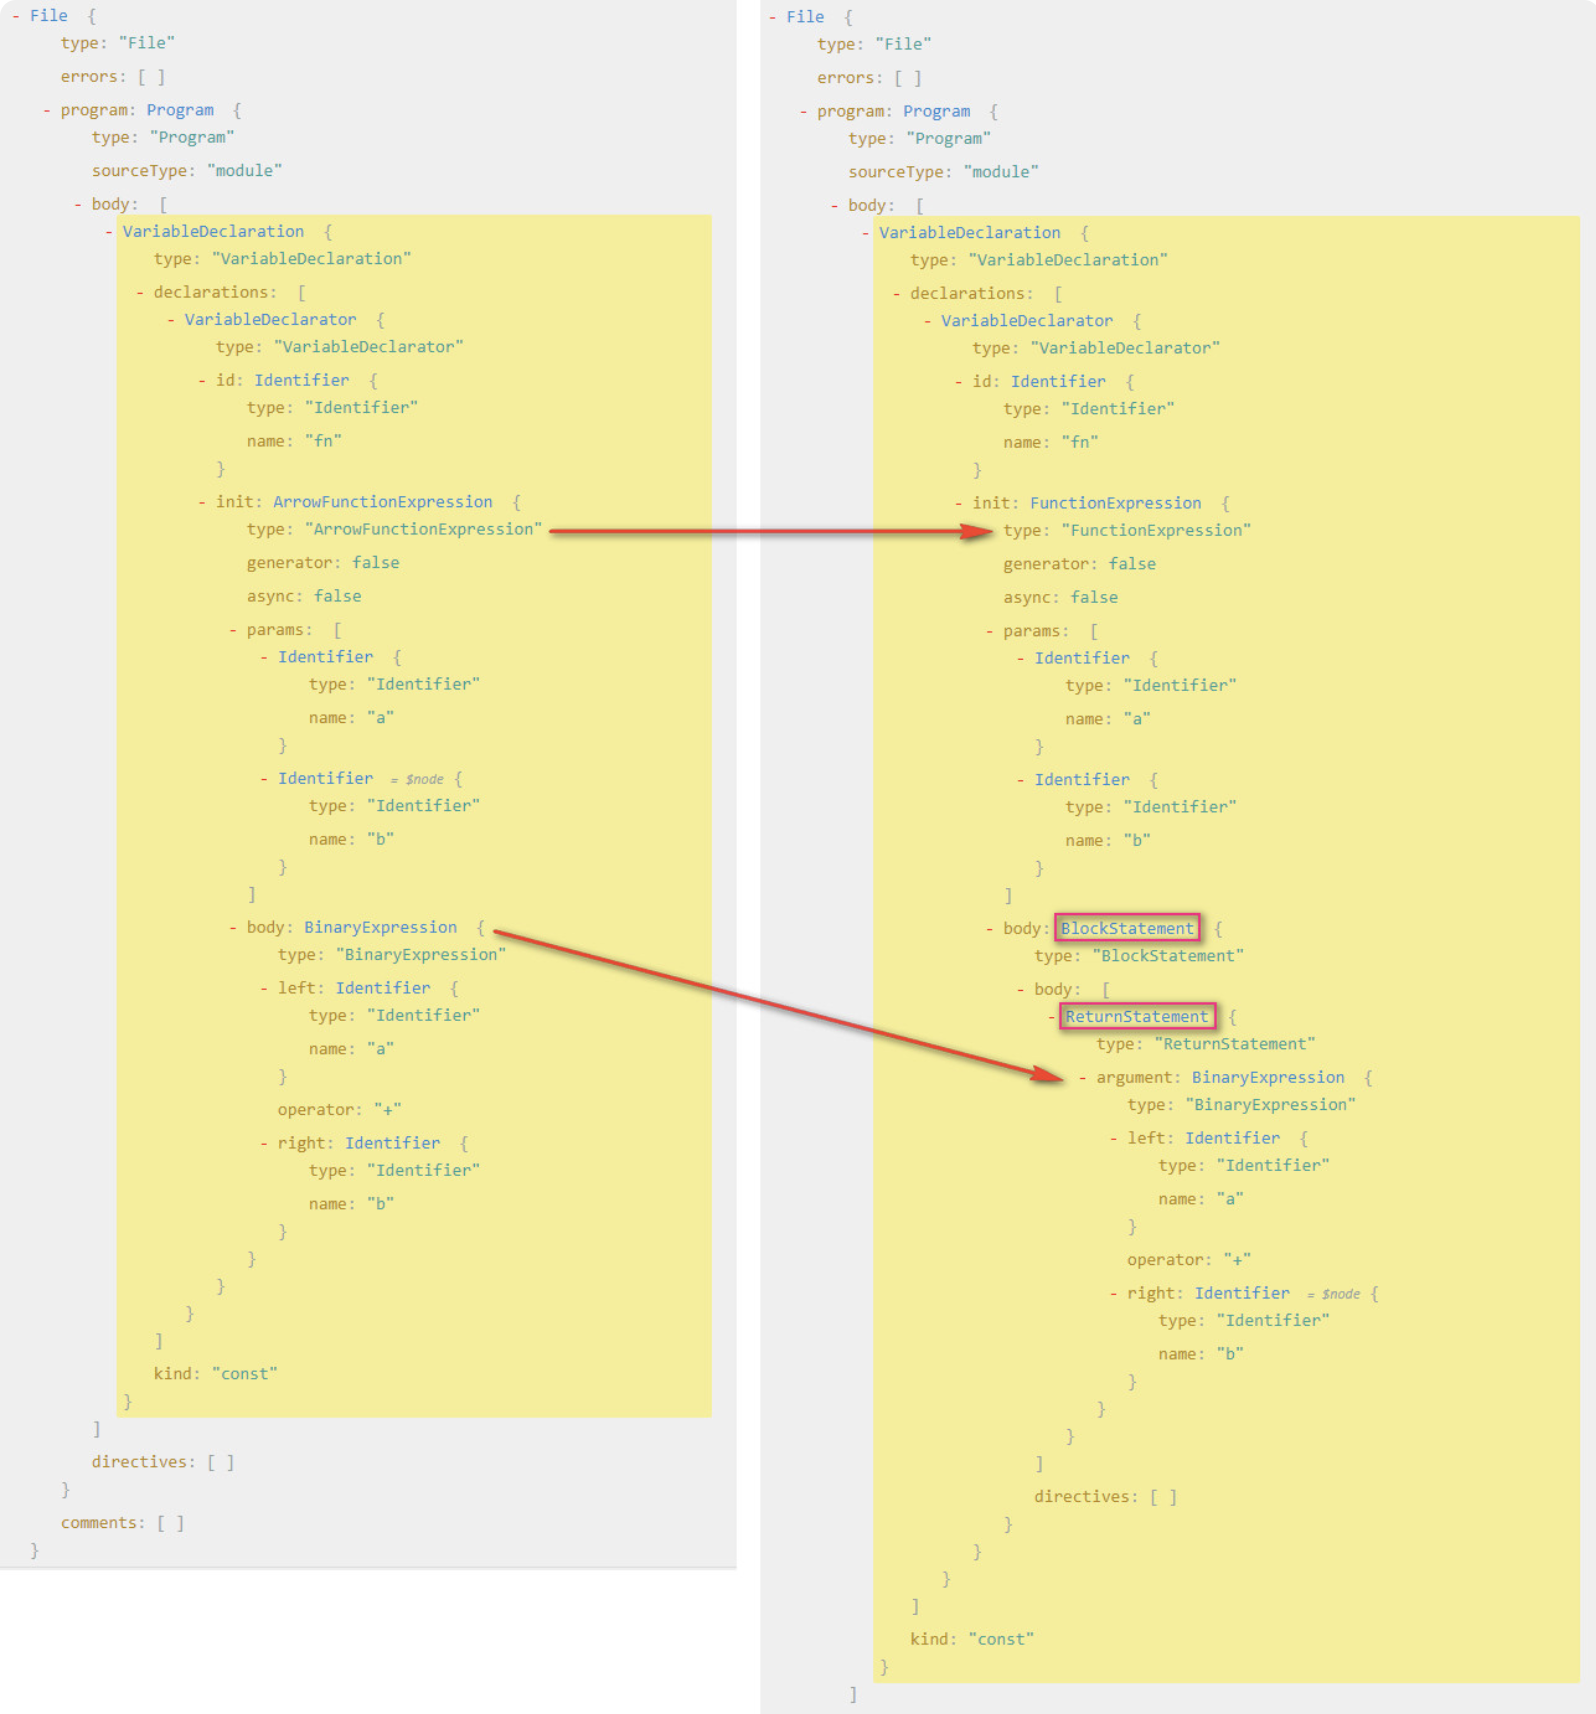 - File {
type: "File"
errors: [ ]
- program: Program {
type: "Program"
sourceType: "module"
- body: [
- VariableDeclaration {
type: "VariableDeclaration"
- declarations: [
- VariableDeclarator {
type: "VariableDeclarator"
- id: Identifier {
type: "Identifier"
name: "fn"
}
- init: ArrowFunctionExpression {
type: "ArrowFunctionExpression"
generator: false
async: false
- params: [
- Identifier {
type: "Identifier"
name: "a"
}
- Identifier = $node {
type: "Identifier"
name: "b"
}
]
- body: BinaryExpression {
type: "BinaryExpression"
- left: Identifier {
type: "Identifier"
name: "a"
}
operator: "+"
- right: Identifier {
type: "Identifier"
name: "b"
}
}
}
}
]
kind: "const"
}
]
directives: [ ]
}
comments: [ ]
}
- File {
type: "File"
errors: [ ]
- program: Program {
type: "Program"
sourceType: "module"
- body: [
- VariableDeclaration {
type: "VariableDeclaration"
- declarations: [
- VariableDeclarator {
type: "VariableDeclarator"
- id: Identifier {
type: "Identifier"
name: "fn"
}
- init: FunctionExpression {
type: "FunctionExpression"
generator: false
async: false
- params: [
- Identifier {
type: "Identifier"
name: "a"
}
- Identifier {
type: "Identifier"
name: "b"
}
]
- body: BlockStatement {
type: "BlockStatement"
- body: [
- ReturnStatement {
type: "ReturnStatement"
- argument: BinaryExpression {
type: "BinaryExpression"
- left: Identifier {
type: "Identifier"
name: "a"
}
operator: "+"
- right: Identifier = $node {
type: "Identifier"
name: "b"
}
}
}
]
directives: [ ]
}
}
}
]
kind: "const"
}
]